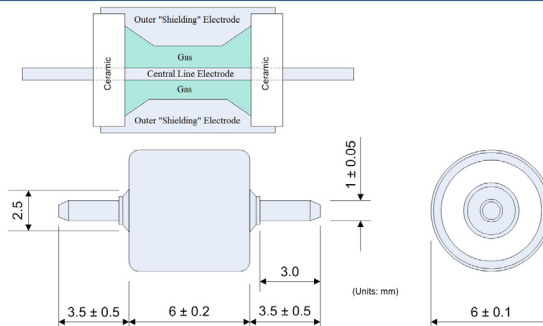 Outer "Shielding" Electrode
Gas
Ceramic
Central Line Electrode
Ceramic
Gas
Outer "Shielding" Electrode
1 ± 0.05
2.5
3.0
(Units: mm)
3.5 ± 0.5
6 ± 0.2
3.5 ± 0.5
6 ± 0.1